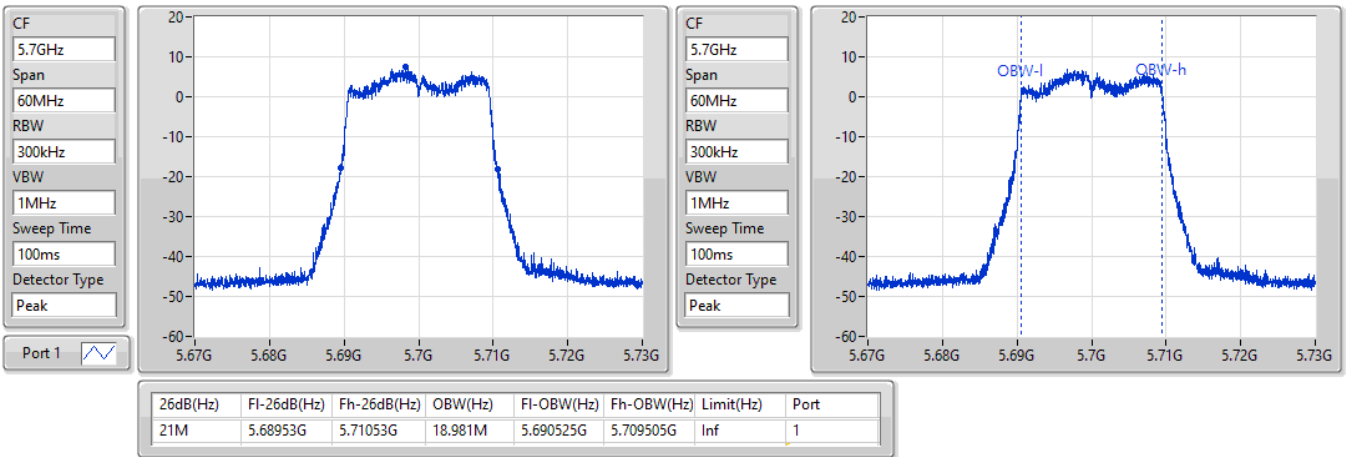 CF
5.7GHz
Span
60MHz
RBW
300kHz
VBW
1MHz
Sweep Time
100ms
Detector Type
Peak
Port 1
20
10
0
-10
-20
-30
-40
-50
-60
5.67G 5.68G 5.69G 5.7G 5.71G 5.72G 5.73G
CF
5.7GHz
Span
60MHz
RBW
300kHz
VBW
1MHz
Sweep Time
100ms
Detector Type
Peak
20
10
0
-10
-20
-30
-40
-50
-60
OBW-l OBW-h
5.67G 5.68G 5.69G 5.7G 5.71G 5.72G 5.73G
26dB(Hz) Fl-26dB(Hz) Fh-26dB(Hz) OBW(Hz) Fl-OBW(Hz) Fh-OBW(Hz) Limit(Hz) Port
21M 5.68953G 5.71053G 18.981M 5.690525G 5.709505G Inf 1